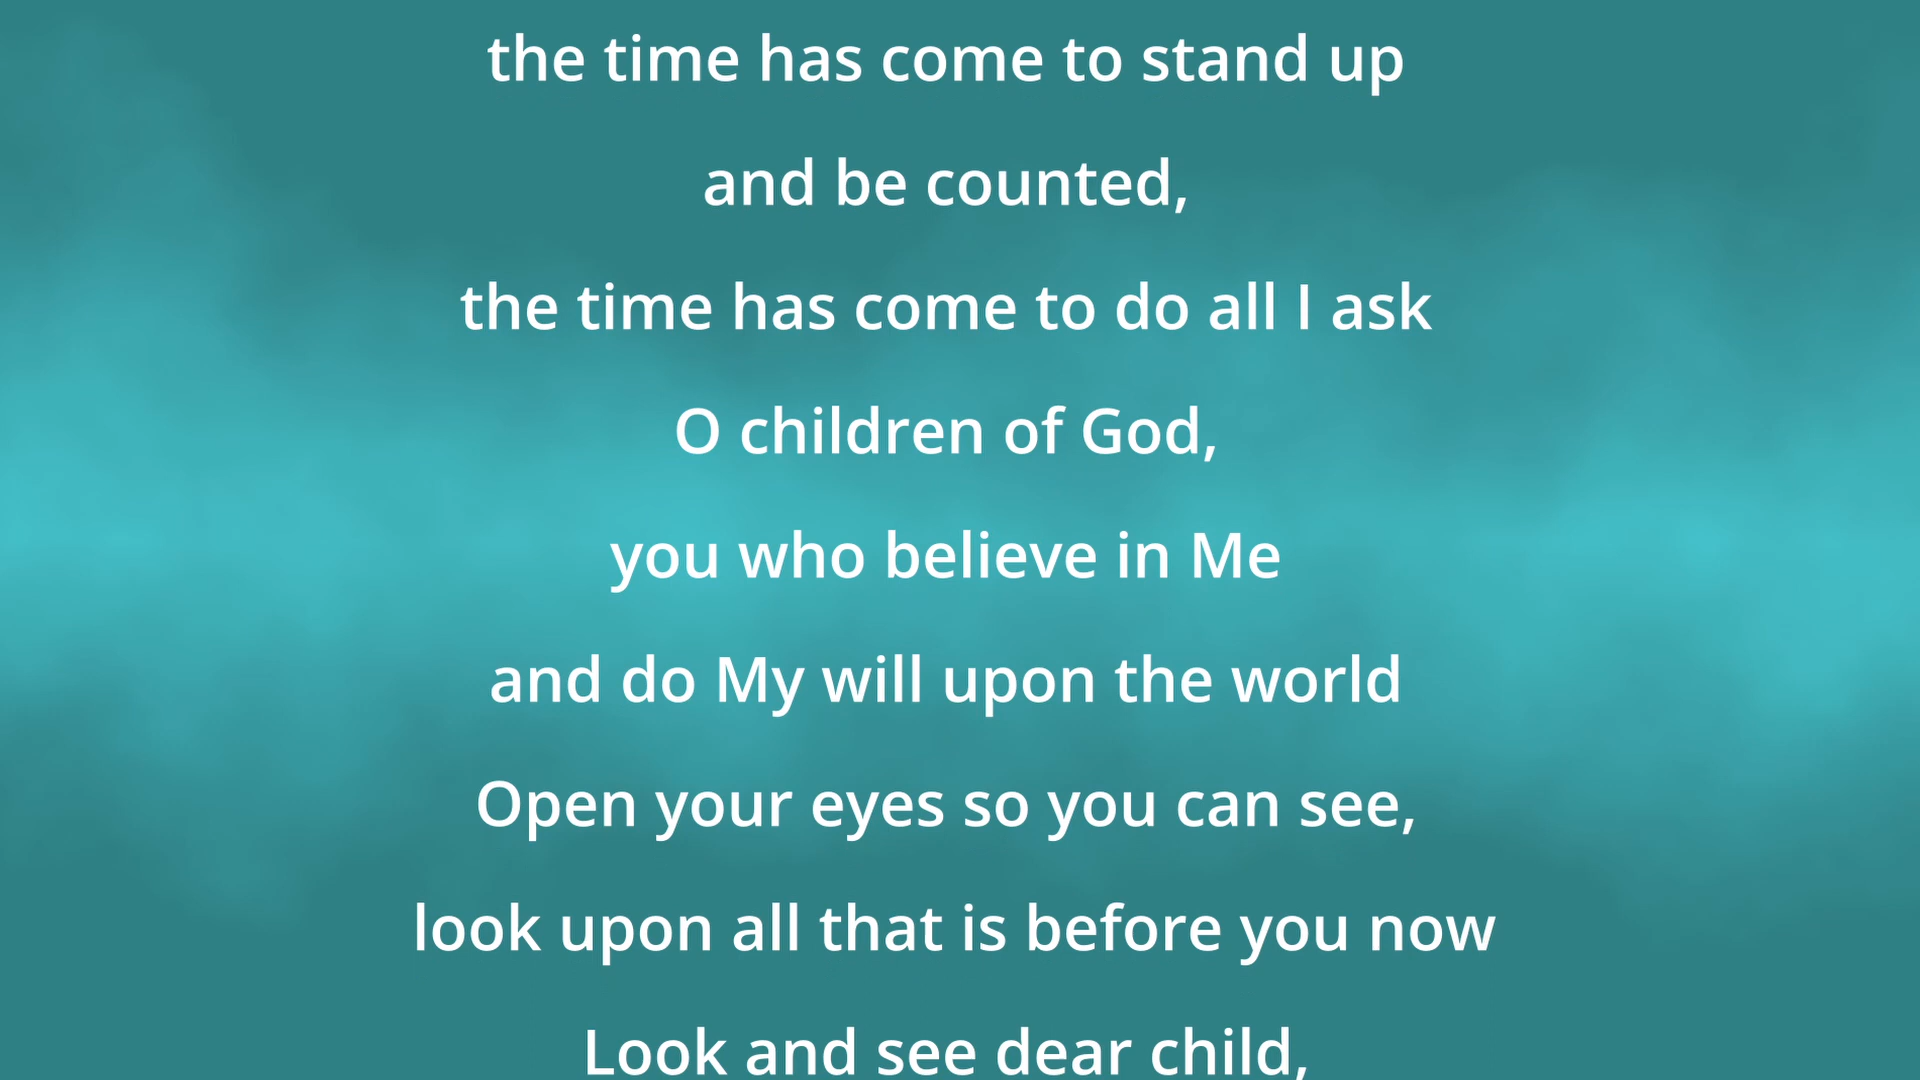 the time has come to stand up
and be counted,
the time has come to do all I ask
O children of God,
you who believe in Me
and do My will upon the world
Open your eyes so you can see,
look upon all that is before you now
Look and see dear child,